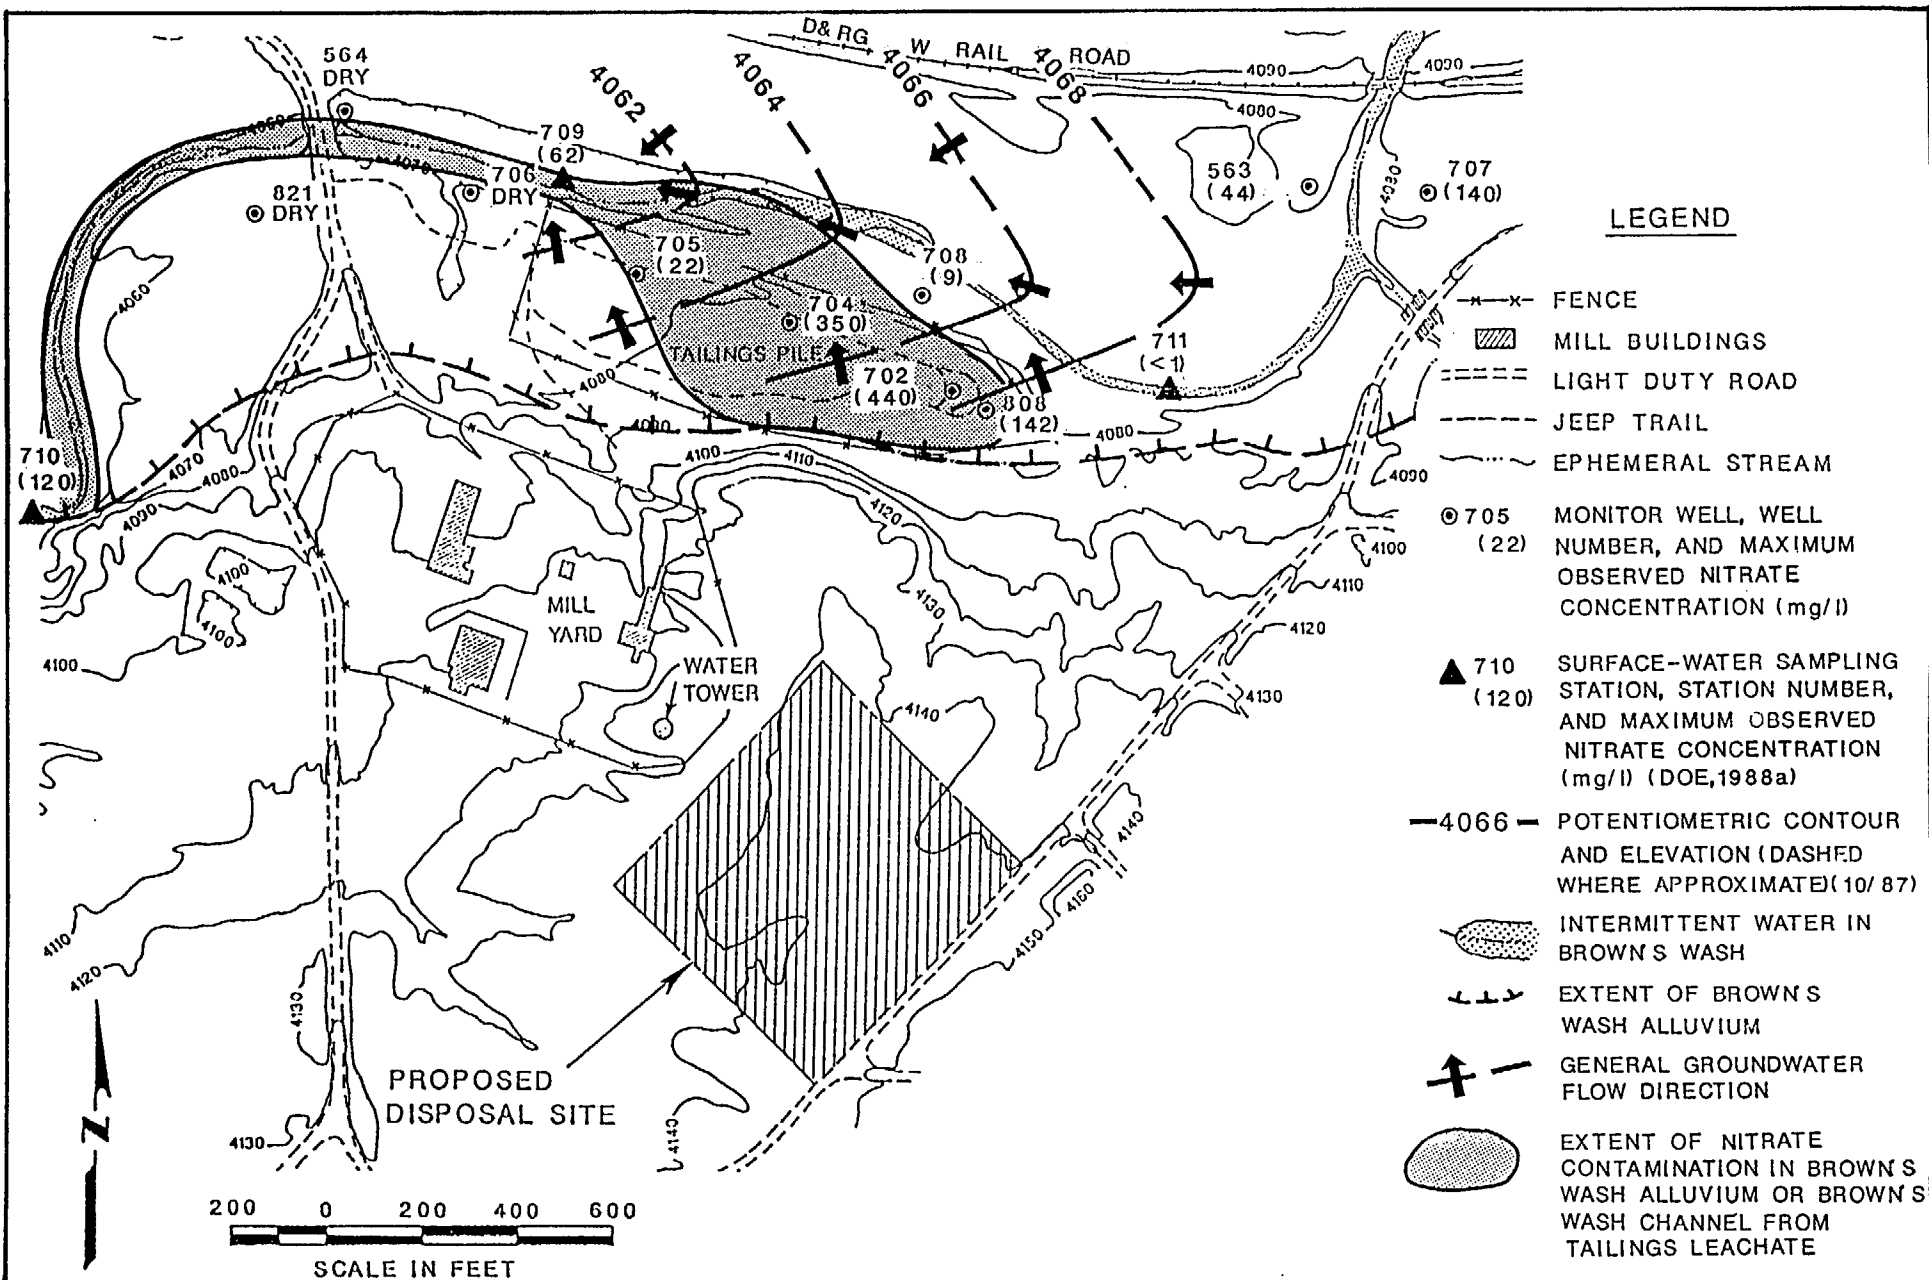 D&RG W RAIL ROAD
4062
4064
4066
4068
4090
4090
4080
4080
564
DRY
709
(62)
706
DRY
821
DRY
4060
4070
4060
705
(22)
708
(9)
563
(44)
707
(140)
704
(350)
711
(<1)
TAILINGS PILE
702
(440)
808
(142)
4080
4080
4080
710
(120)
4070
4080
4090
4100
4110
4120
4130
4090
4100
4110
4120
4130
4100
4100
4100
MILL
YARD
WATER
TOWER
4140
4140
4160
4150
4110
4120
4130
4130
4140
PROPOSED
DISPOSAL SITE
N
200 0 200 400 600
SCALE IN FEET
LEGEND
FENCE
MILL BUILDINGS
LIGHT DUTY ROAD
JEEP TRAIL
EPHEMERAL STREAM
705 MONITOR WELL, WELL
(22) NUMBER, AND MAXIMUM
OBSERVED NITRATE
CONCENTRATION (mg/l)
710 SURFACE-WATER SAMPLING
(120) STATION, STATION NUMBER,
AND MAXIMUM OBSERVED
NITRATE CONCENTRATION
(mg/l) (DOE,1988a)
4066 POTENTIOMETRIC CONTOUR
AND ELEVATION (DASHED
WHERE APPROXIMATE)(10/87)
INTERMITTENT WATER IN
BROWN'S WASH
EXTENT OF BROWN'S
WASH ALLUVIUM
GENERAL GROUNDWATER
FLOW DIRECTION
EXTENT OF NITRATE
CONTAMINATION IN BROWN'S
WASH ALLUVIUM OR BROWN'S
WASH CHANNEL FROM
TAILINGS LEACHATE